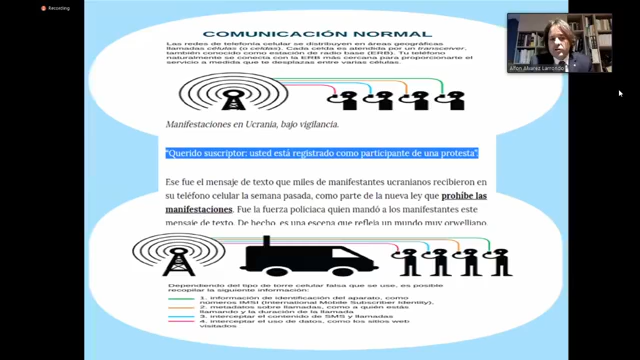 Recording
COMUNICACIÓN NORMAL
Las redes de telefonía celular se distribuyen en áreas geográficas
llamadas células (o celdas). Cada celda es atendida por un transceiver,
también conocido como estación de radio base (ERB). Tu teléfono
naturalmente se conecta con la ERB más cercana para proporcionarte el
servicio a medida que te desplazas entre varias células.
Manifestaciones en Ucrania, bajo vigilancia.
"Querido suscriptor: usted está registrado como participante de una protesta".
Ese fue el mensaje de texto que miles de manifestantes ucranianos recibieron en
su teléfono celular la semana pasada, como parte de la nueva ley que prohíbe las
manifestaciones. Fue la fuerza policiaca quien mandó a los manifestantes este
mensaje de texto. De hecho, es una escena que refleja un mundo muy orwelliano.
Dependiendo del tipo de torre celular falsa que se use, es posible
recopilar la siguiente información:
1. información de identificación del aparato, como
números IMSI (International Mobile Subscriber Identity),
2. metadatos sobre llamadas, como a quién estás
llamando y la duración de la llamada
3. interceptar el contenido de SMS y llamadas
4. interceptar el uso de datos, como los sitios web
visitados
Alvarez Larrondo